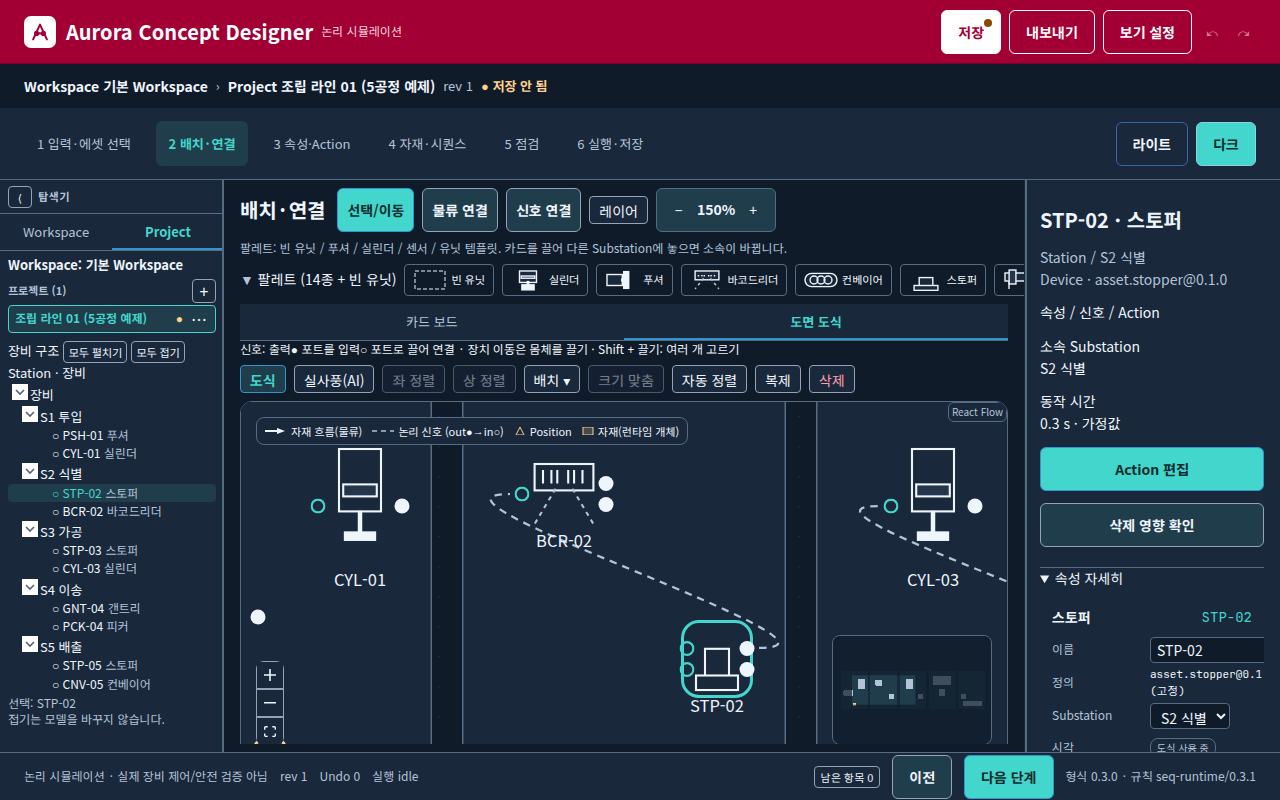 Aurora Concept Designer 논리 시뮬레이션 저장 내보내기 보기 설정
Workspace 기본 Workspace › Project 조립 라인 01 (5공정 예제) rev 1 ● 저장 안 됨
1 입력·에셋 선택 2 배치·연결 3 속성·Action 4 자재·시퀀스 5 점검 6 실행·저장 라이트 다크
⟨ 탐색기
Workspace Project
Workspace: 기본 Workspace
프로젝트 (1) +
조립 라인 01 (5공정 예제) ● ···
장비 구조 모두 펼치기 모두 접기
Station · 장비
장비
S1 투입
○ PSH-01 푸셔
○ CYL-01 실린더
S2 식별
○ STP-02 스토퍼
○ BCR-02 바코드리더
S3 가공
○ STP-03 스토퍼
○ CYL-03 실린더
S4 이송
○ GNT-04 갠트리
○ PCK-04 피커
S5 배출
○ STP-05 스토퍼
○ CNV-05 컨베이어
선택: STP-02
접기는 모델을 바꾸지 않습니다.
배치·연결 선택/이동 물류 연결 신호 연결 레이어 − 150% +
팔레트: 빈 유닛 / 푸셔 / 실린더 / 센서 / 유닛 템플릿. 카드를 끌어 다른 Substation에 놓으면 소속이 바뀝니다.
▼ 팔레트 (14종 + 빈 유닛) 빈 유닛 실린더 푸셔 바코드리더 컨베이어 스토퍼
카드 보드 도면 도식
신호: 출력● 포트를 입력○ 포트로 끌어 연결 · 장치 이동은 몸체를 끌기 · Shift + 끌기: 여러 개 고르기
도식 실사풍(AI) 좌 정렬 상 정렬 배치 ▾ 크기 맞춤 자동 정렬 복제 삭제
React Flow
자재 흐름(물류) 논리 신호 (out●→in○) Position 자재(런타임 개체)
BCR-02
CYL-01
CYL-03
STP-02
STP-02 · 스토퍼
Station / S2 식별
Device · asset.stopper@0.1.0
속성 / 신호 / Action
소속 Substation
S2 식별
동작 시간
0.3 s · 가정값
Action 편집
삭제 영향 확인
▼ 속성 자세히
스토퍼 STP-02
이름 STP-02
정의 asset.stopper@0.1
(고정)
Substation S2 식별
시각 도식 사용 중
논리 시뮬레이션 · 실제 장비 제어/안전 검증 아님 rev 1 Undo 0 실행 idle 남은 항목 0 이전 다음 단계 형식 0.3.0 · 규칙 seq-runtime/0.3.1